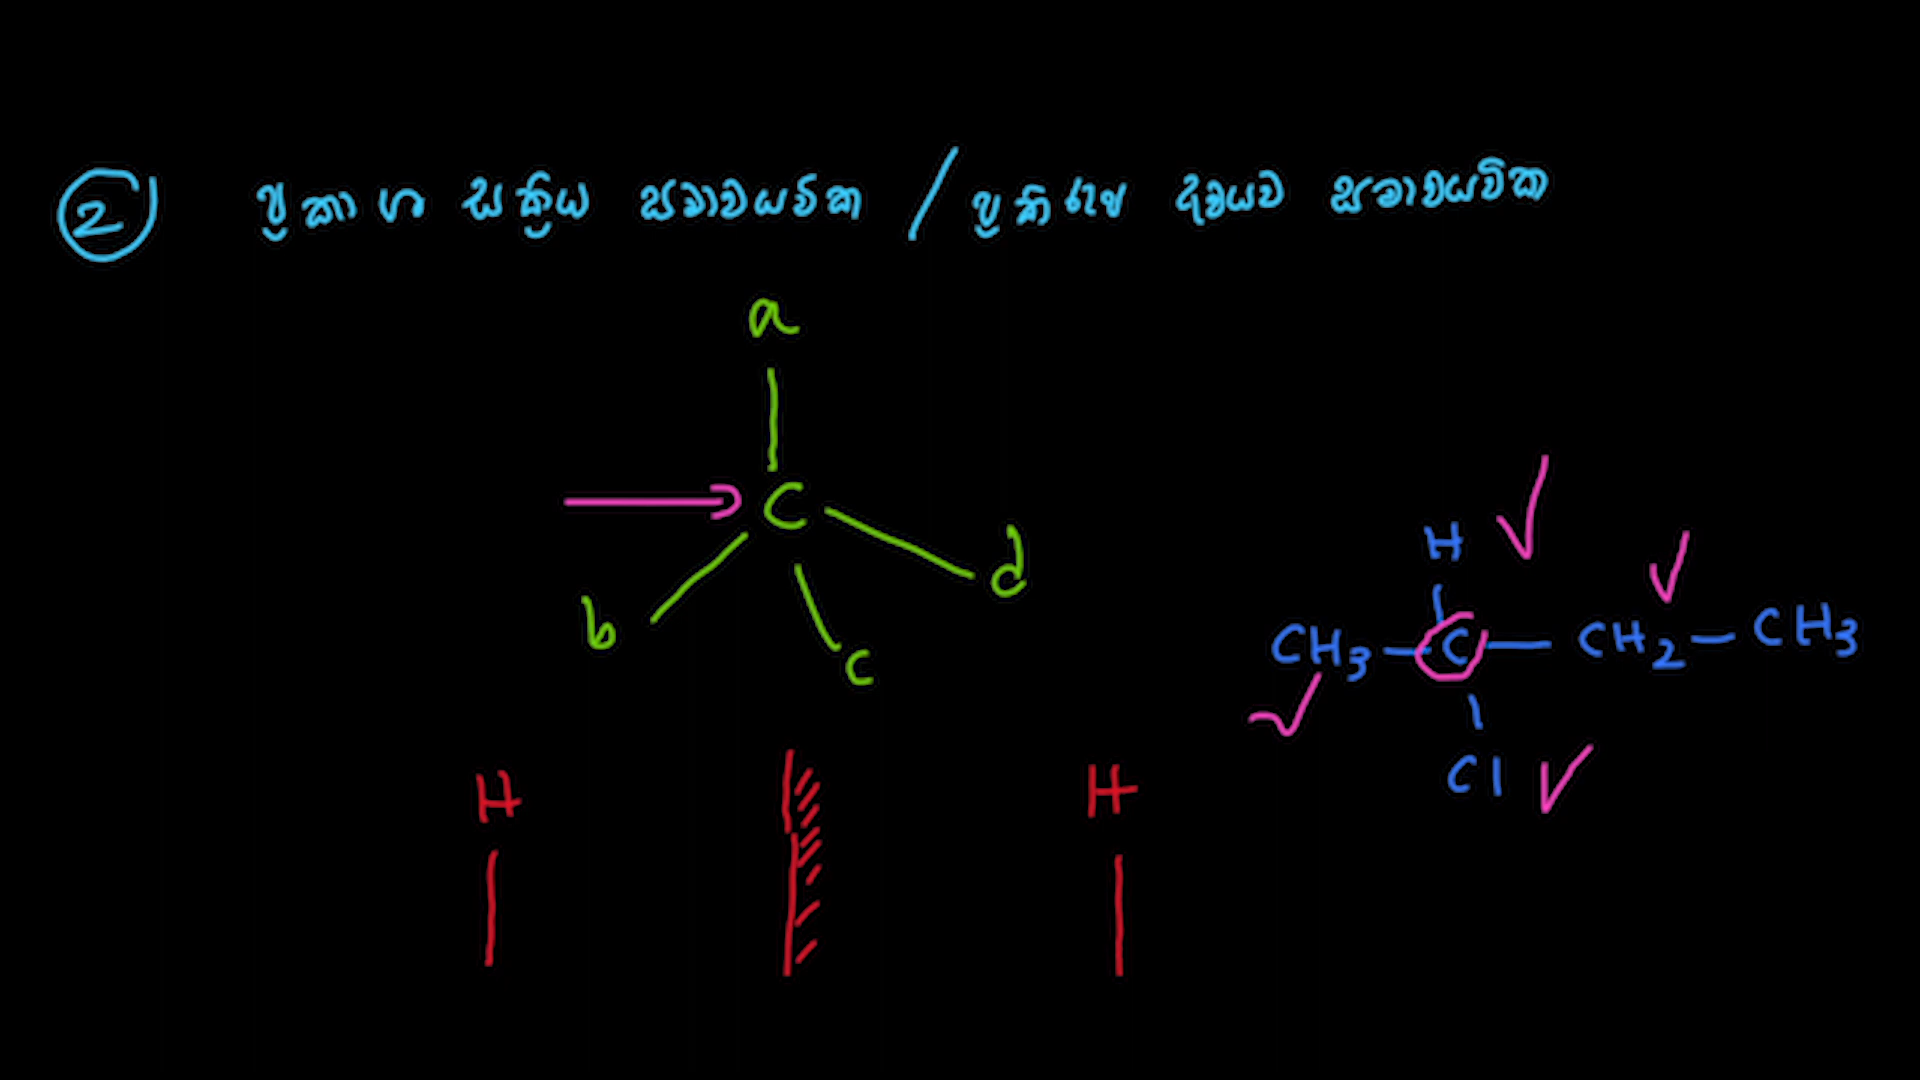 2 ප්‍රකාශ සක්‍රිය සමාවයවික / ප්‍රතිරූප අවයව සමාවයවික
a
C
b
d
c
H
CH3 - C - CH2 - CH3
Cl
H H